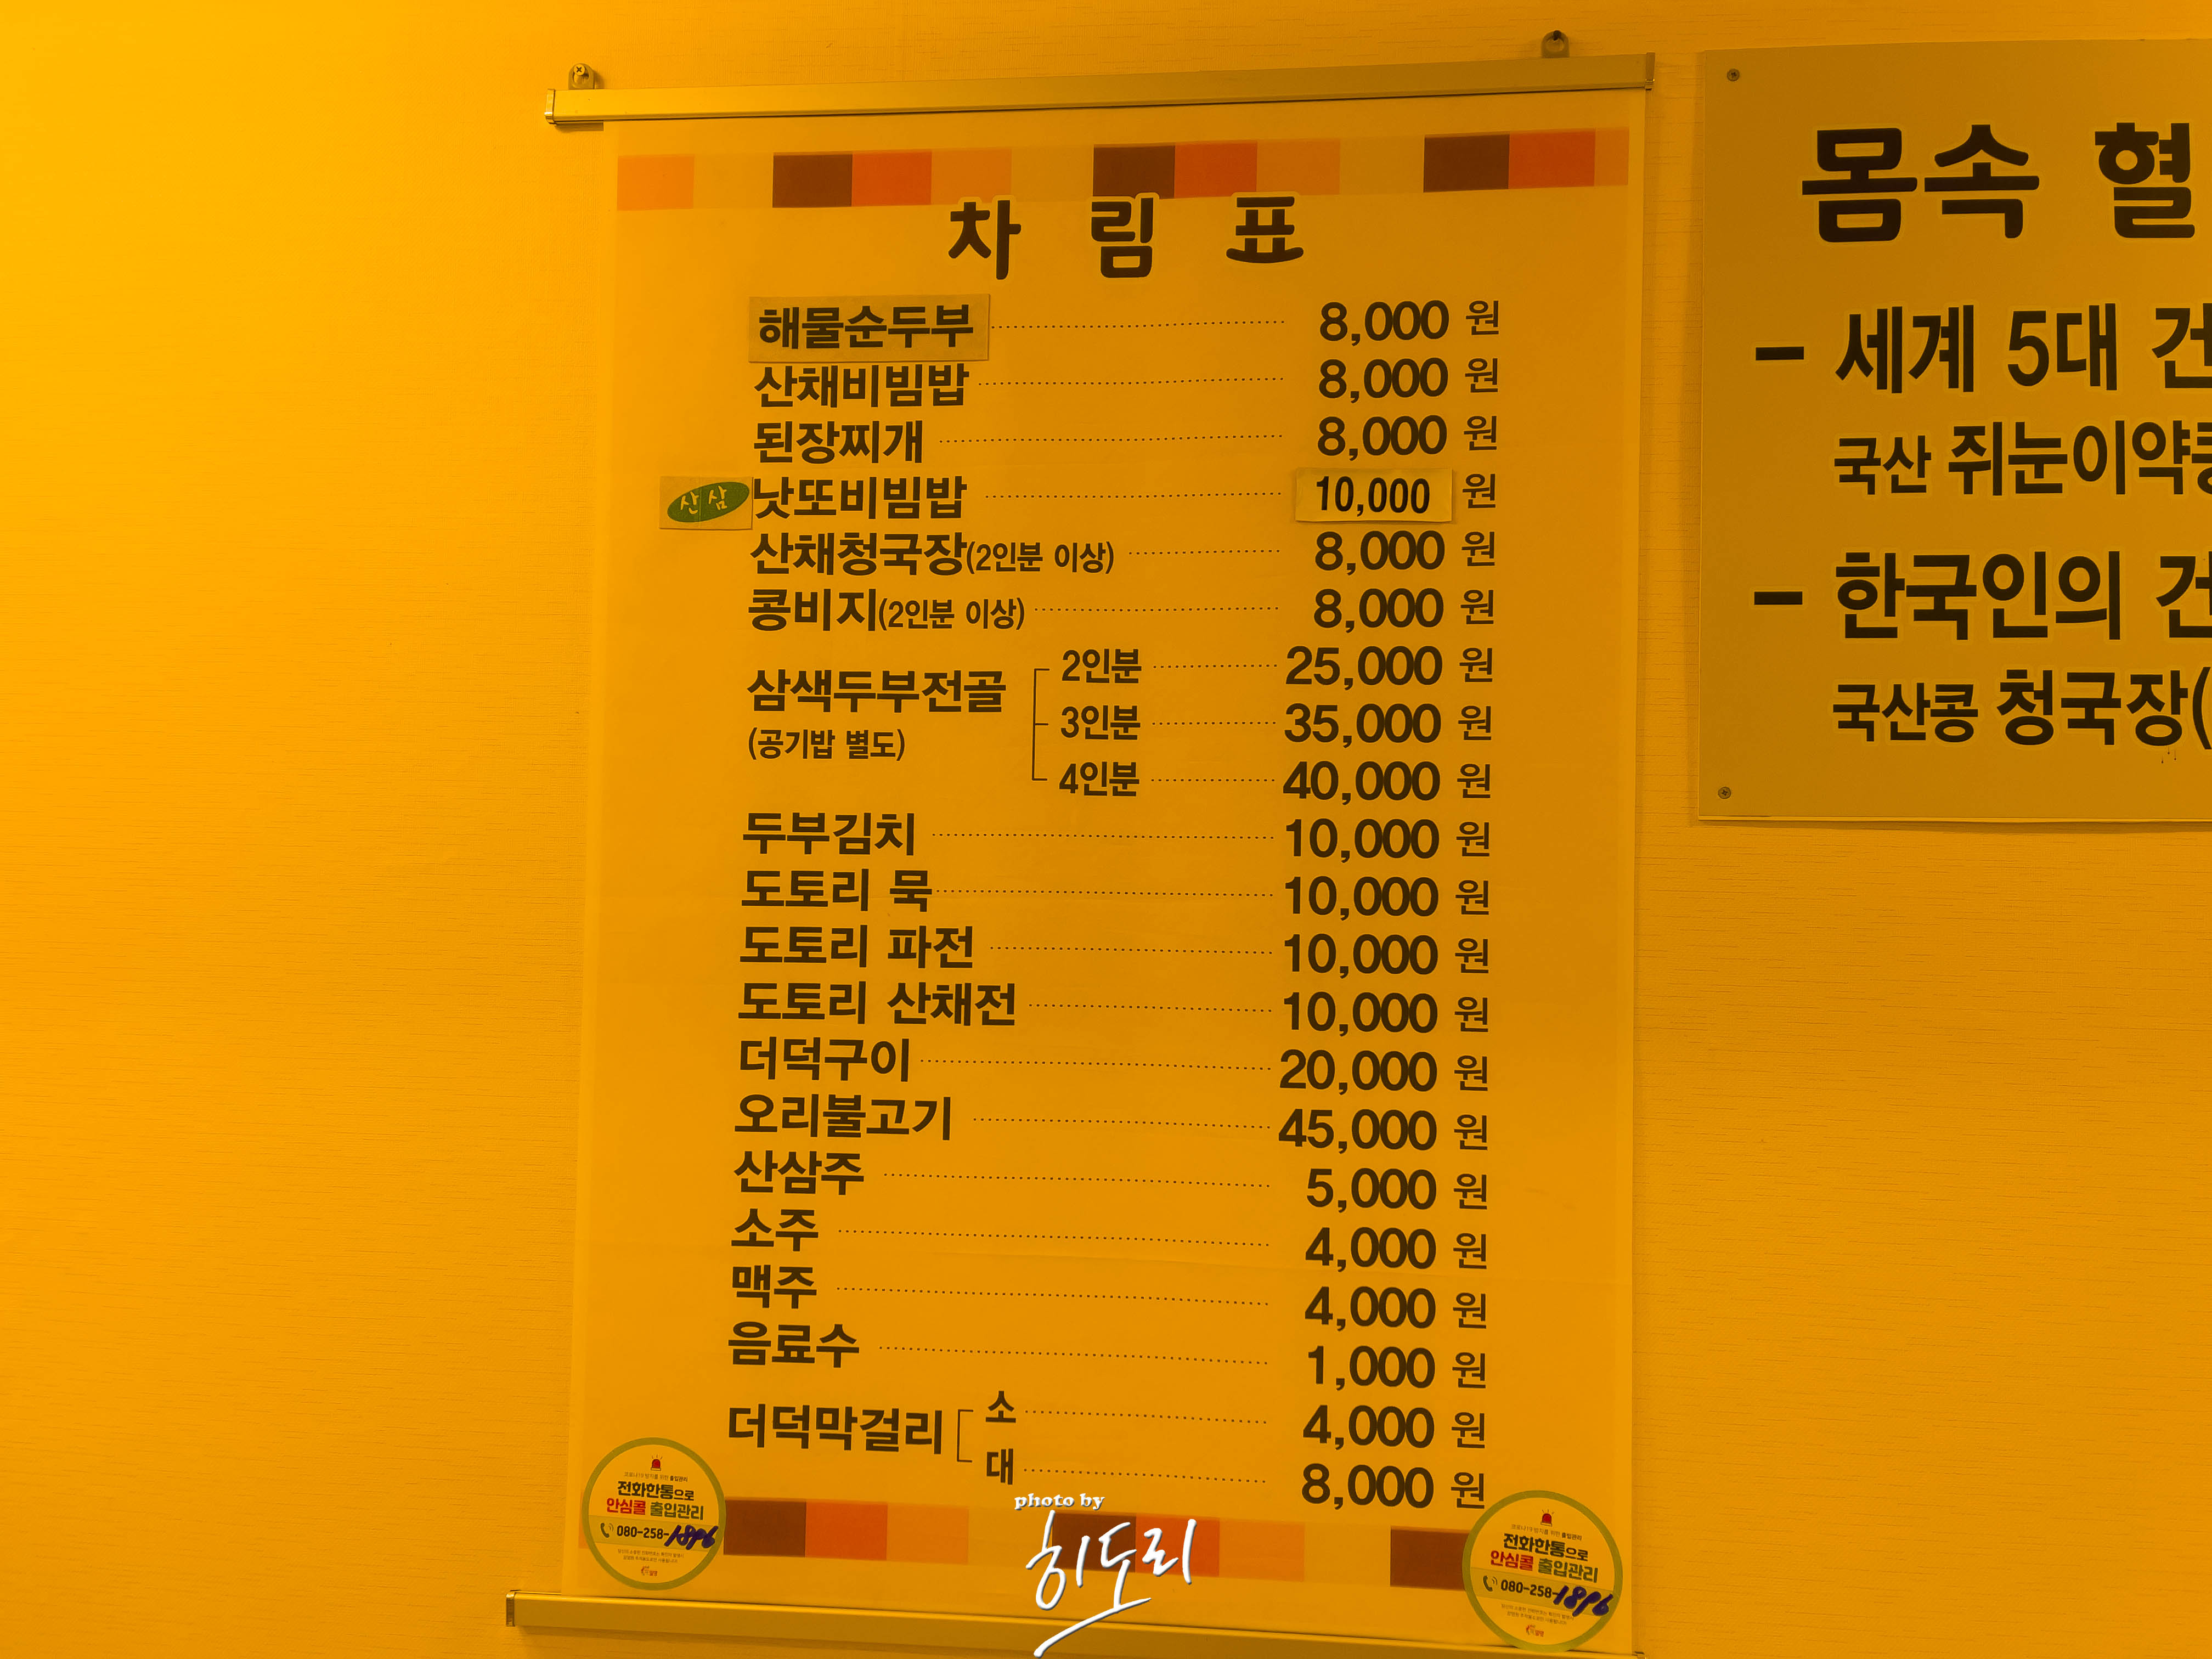 차 림 표
해물순두부 8,000 원
산채비빔밥 8,000 원
된장찌개 8,000 원
산삼 낫또비빔밥 10,000 원
산채청국장(2인분 이상) 8,000 원
콩비지(2인분 이상) 8,000 원
삼색두부전골
(공기밥 별도)
2인분 25,000 원
3인분 35,000 원
4인분 40,000 원
두부김치 10,000 원
도토리 묵 10,000 원
도토리 파전 10,000 원
도토리 산채전 10,000 원
더덕구이 20,000 원
오리불고기 45,000 원
산삼주 5,000 원
소주 4,000 원
맥주 4,000 원
음료수 1,000 원
더덕막걸리
소 4,000 원
대 8,000 원
전화한통으로
안심콜 출입관리
080-258-1896
photo by
히도리
전화한통으로
안심콜 출입관리
080-258-1896
몸속 혈
- 세계 5대 건
국산 쥐눈이약콩
- 한국인의 건
국산콩 청국장(